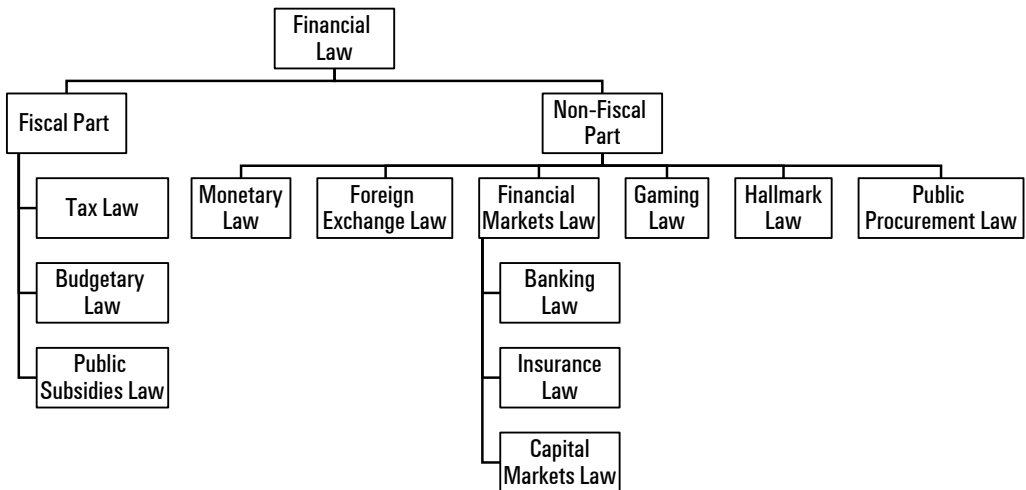 Financial
Law
Fiscal Part
Non-Fiscal
Part
Tax Law
Budgetary
Law
Public
Subsidies Law
Monetary
Law
Foreign
Exchange Law
Financial
Markets Law
Gaming
Law
Hallmark
Law
Public
Procurement Law
Banking
Law
Insurance
Law
Capital
Markets Law